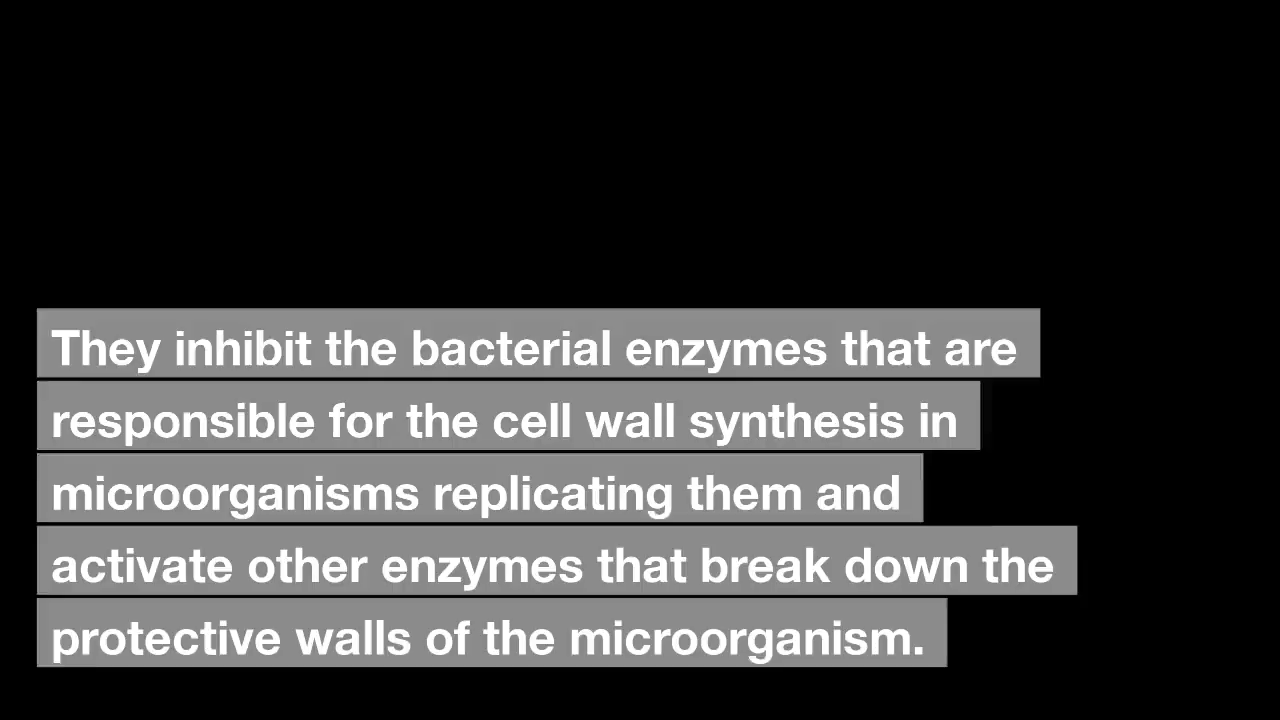 They inhibit the bacterial enzymes that are
responsible for the cell wall synthesis in
microorganisms replicating them and
activate other enzymes that break down the
protective walls of the microorganism.